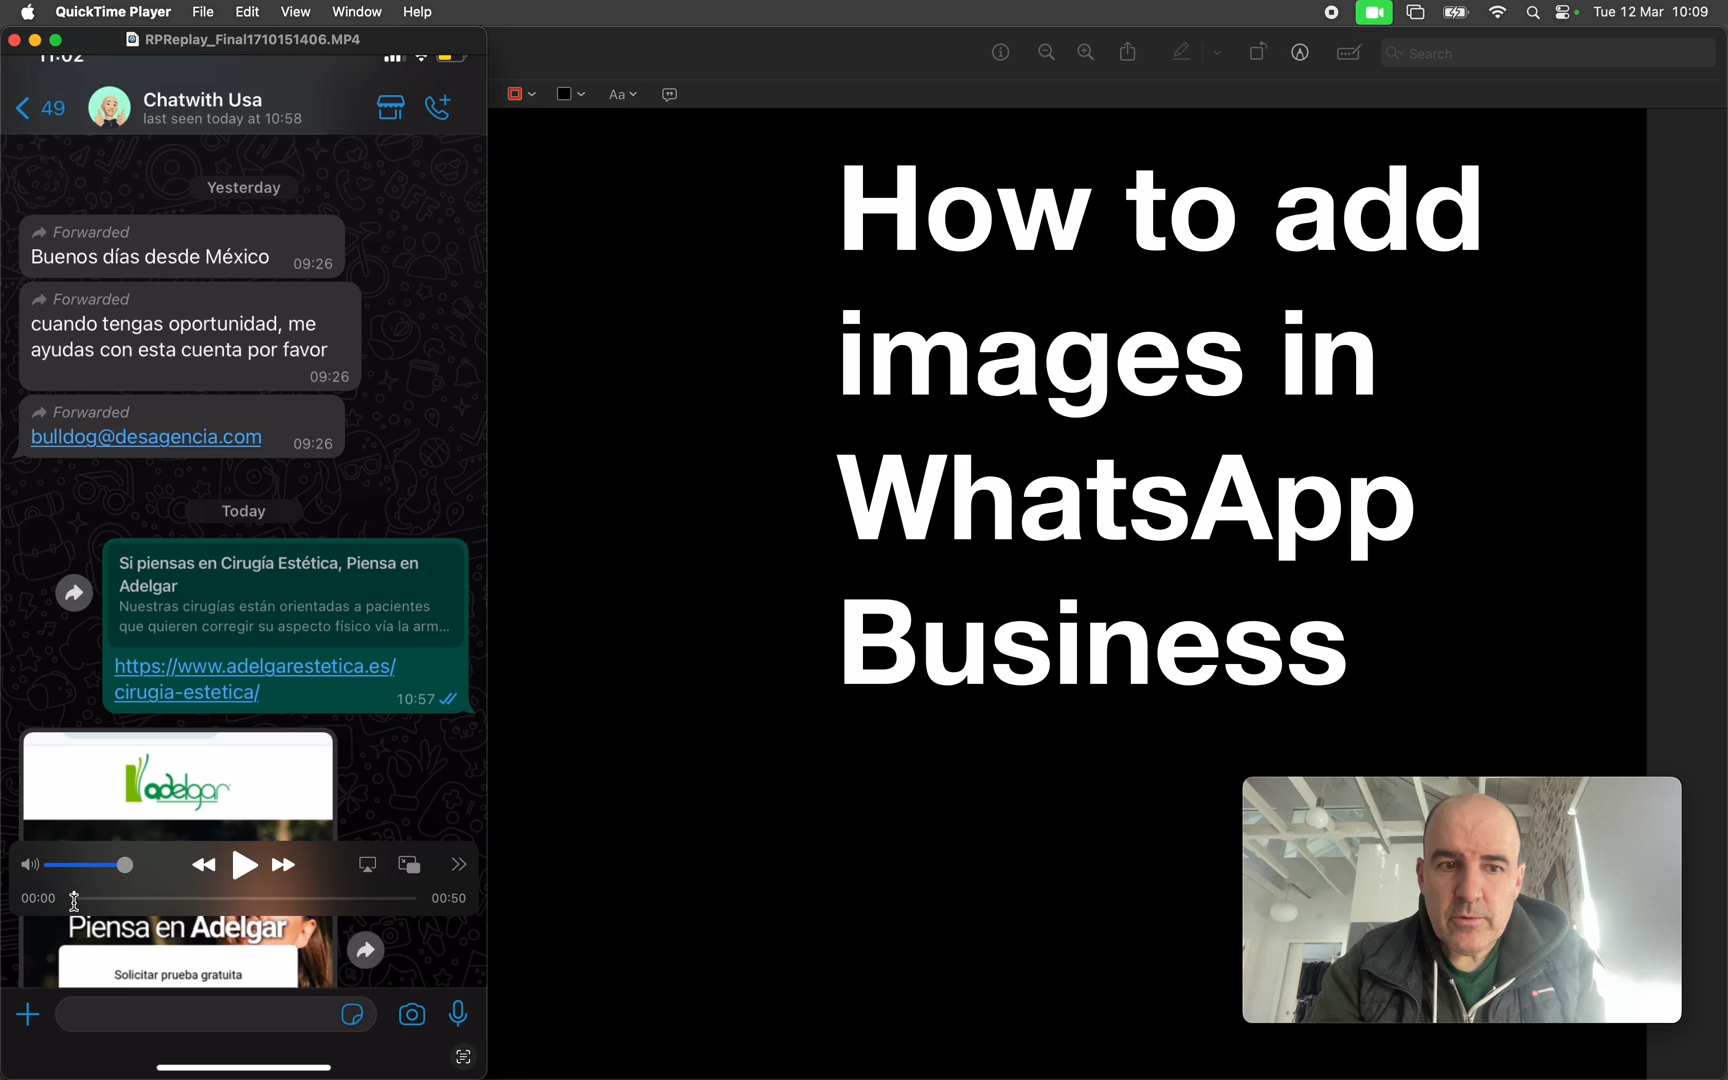 QuickTime Player File Edit View Window Help
Tue 12 Mar 10:09
RPReplay_Final1710151406.MP4
11:02
Search
49
Chatwith Usa
last seen today at 10:58
Aa
Yesterday
Forwarded
Buenos días desde México 09:26
Forwarded
cuando tengas oportunidad, me
ayudas con esta cuenta por favor
09:26
Forwarded
bulldog@desagencia.com 09:26
Today
Si piensas en Cirugía Estética, Piensa en
Adelgar
Nuestras cirugías están orientadas a pacientes
que quieren corregir su aspecto físico vía la arm...
https://www.adelgarestetica.es/
cirugia-estetica/
10:57
adelgar
00:00 00:50
Piensa en Adelgar
Solicitar prueba gratuita
How to add
images in
WhatsApp
Business